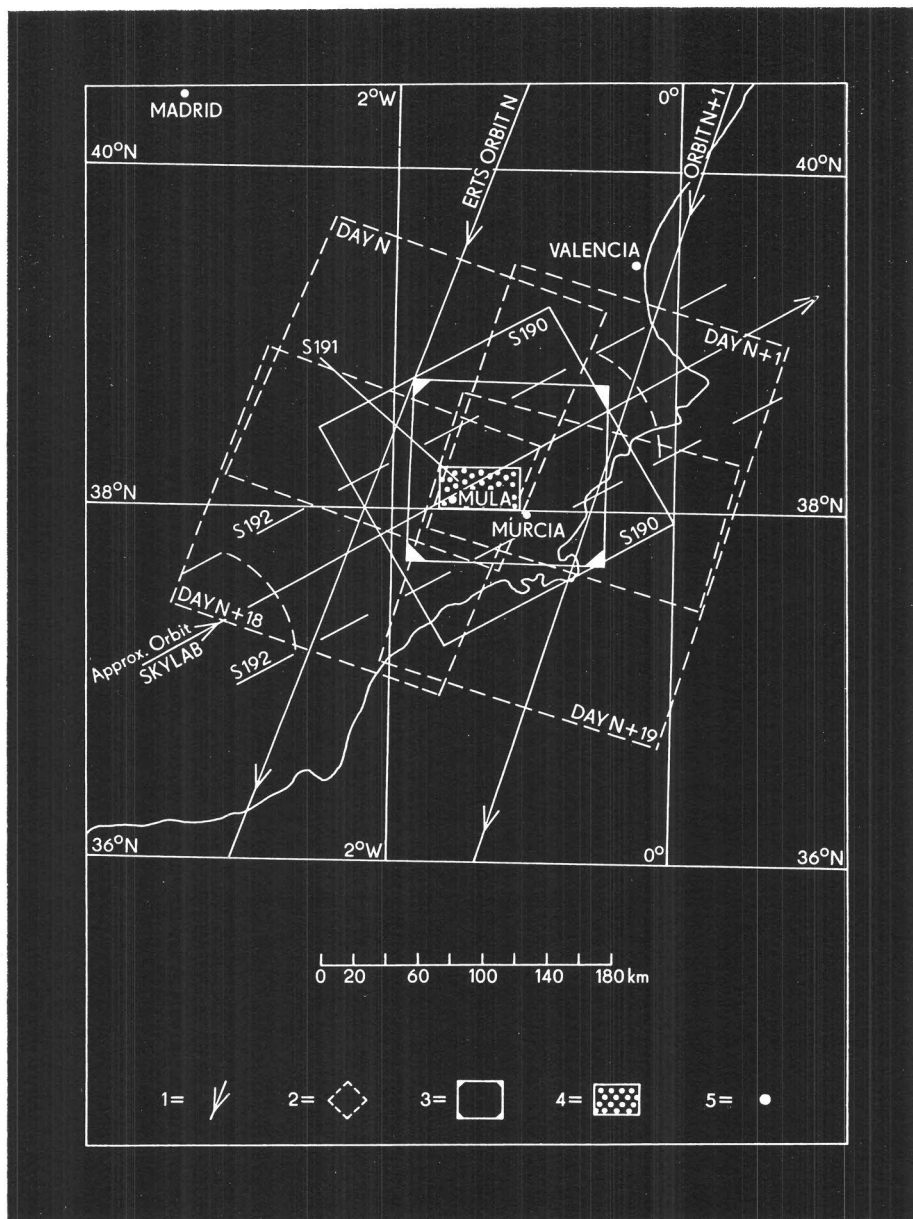 MADRID
2°W
0°
ERTS ORBIT N
ORBIT N+1
40°N
40°N
DAY N
VALENCIA
S190
DAY N+1
S191
38°N
MULA
38°N
MURCIA
S190
S192
DAY N+18
Approx. Orbit
SKYLAB
S192
DAY N+19
36°N
2°W
0°
36°N
0 20 60 100 140 180 km
1= 2= 3= 4= 5=